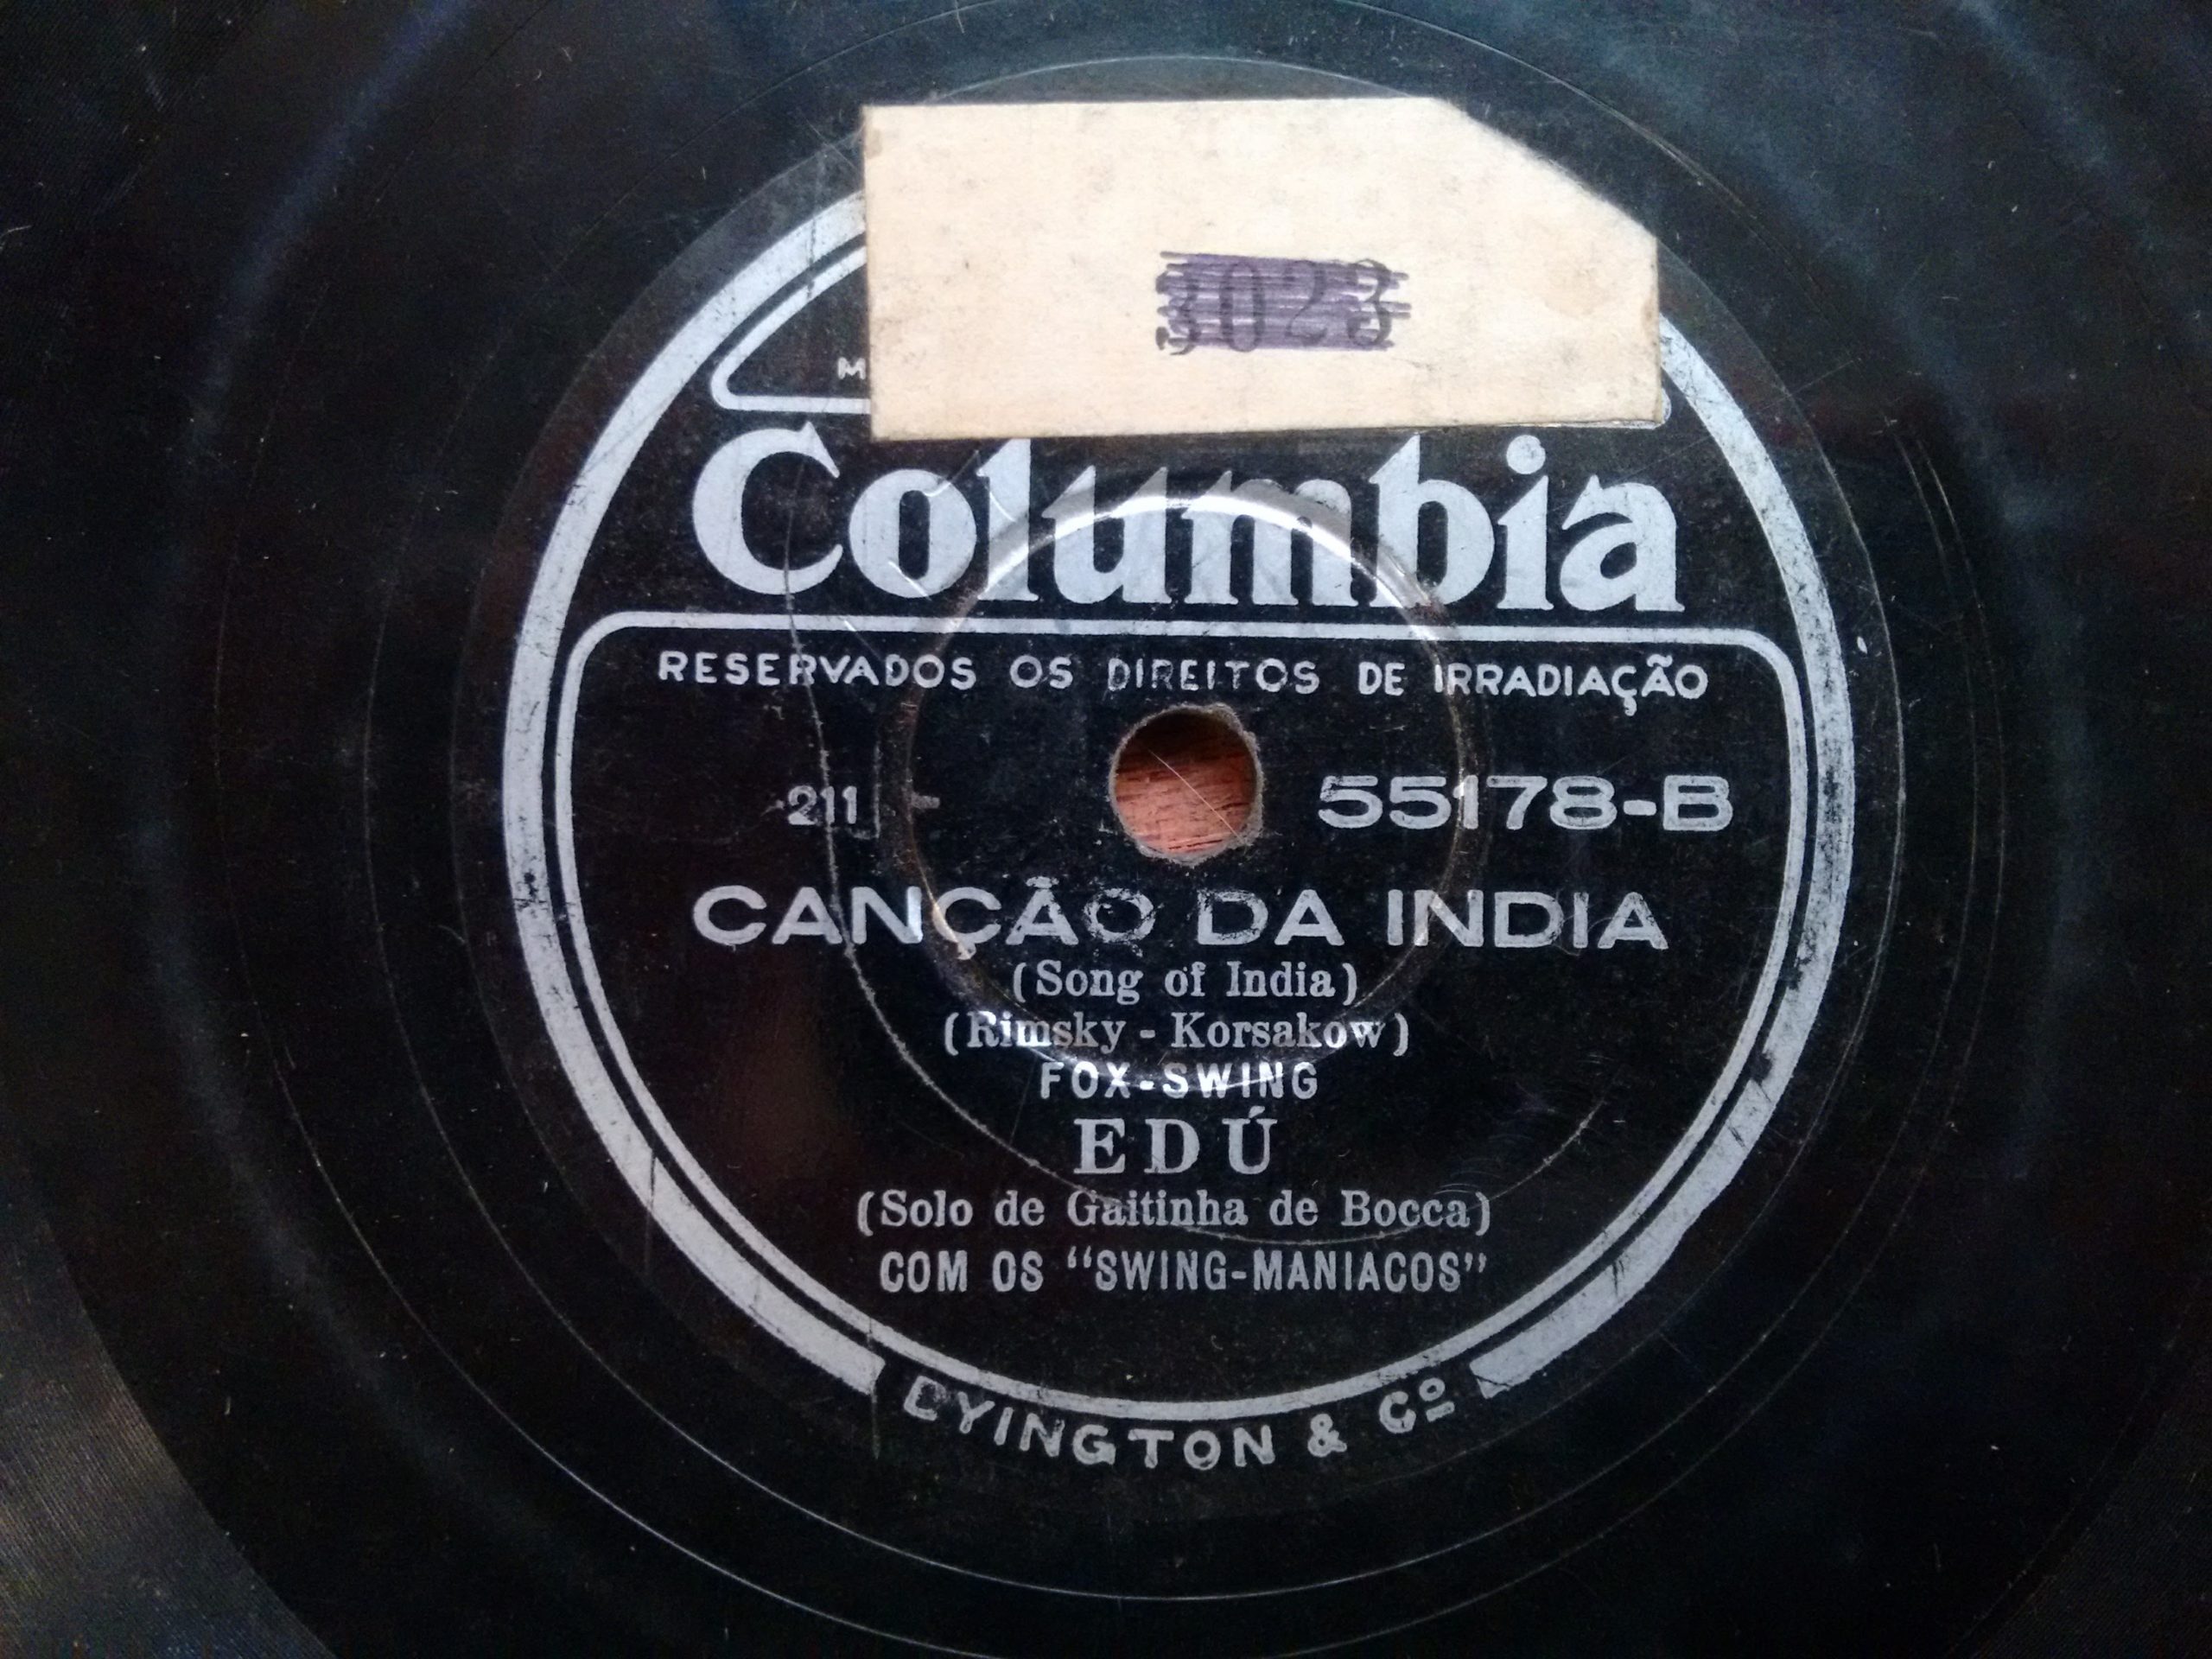 3023
Columbia
RESERVADOS OS DIREITOS DE IRRADIAÇÃO
211 55178-B
CANÇÃO DA INDIA
(Song of India)
(Rimsky - Korsakow)
FOX-SWING
EDÚ
(Solo de Gaitinha de Bocca)
COM OS "SWING-MANIACOS"
BYINGTON & Cº